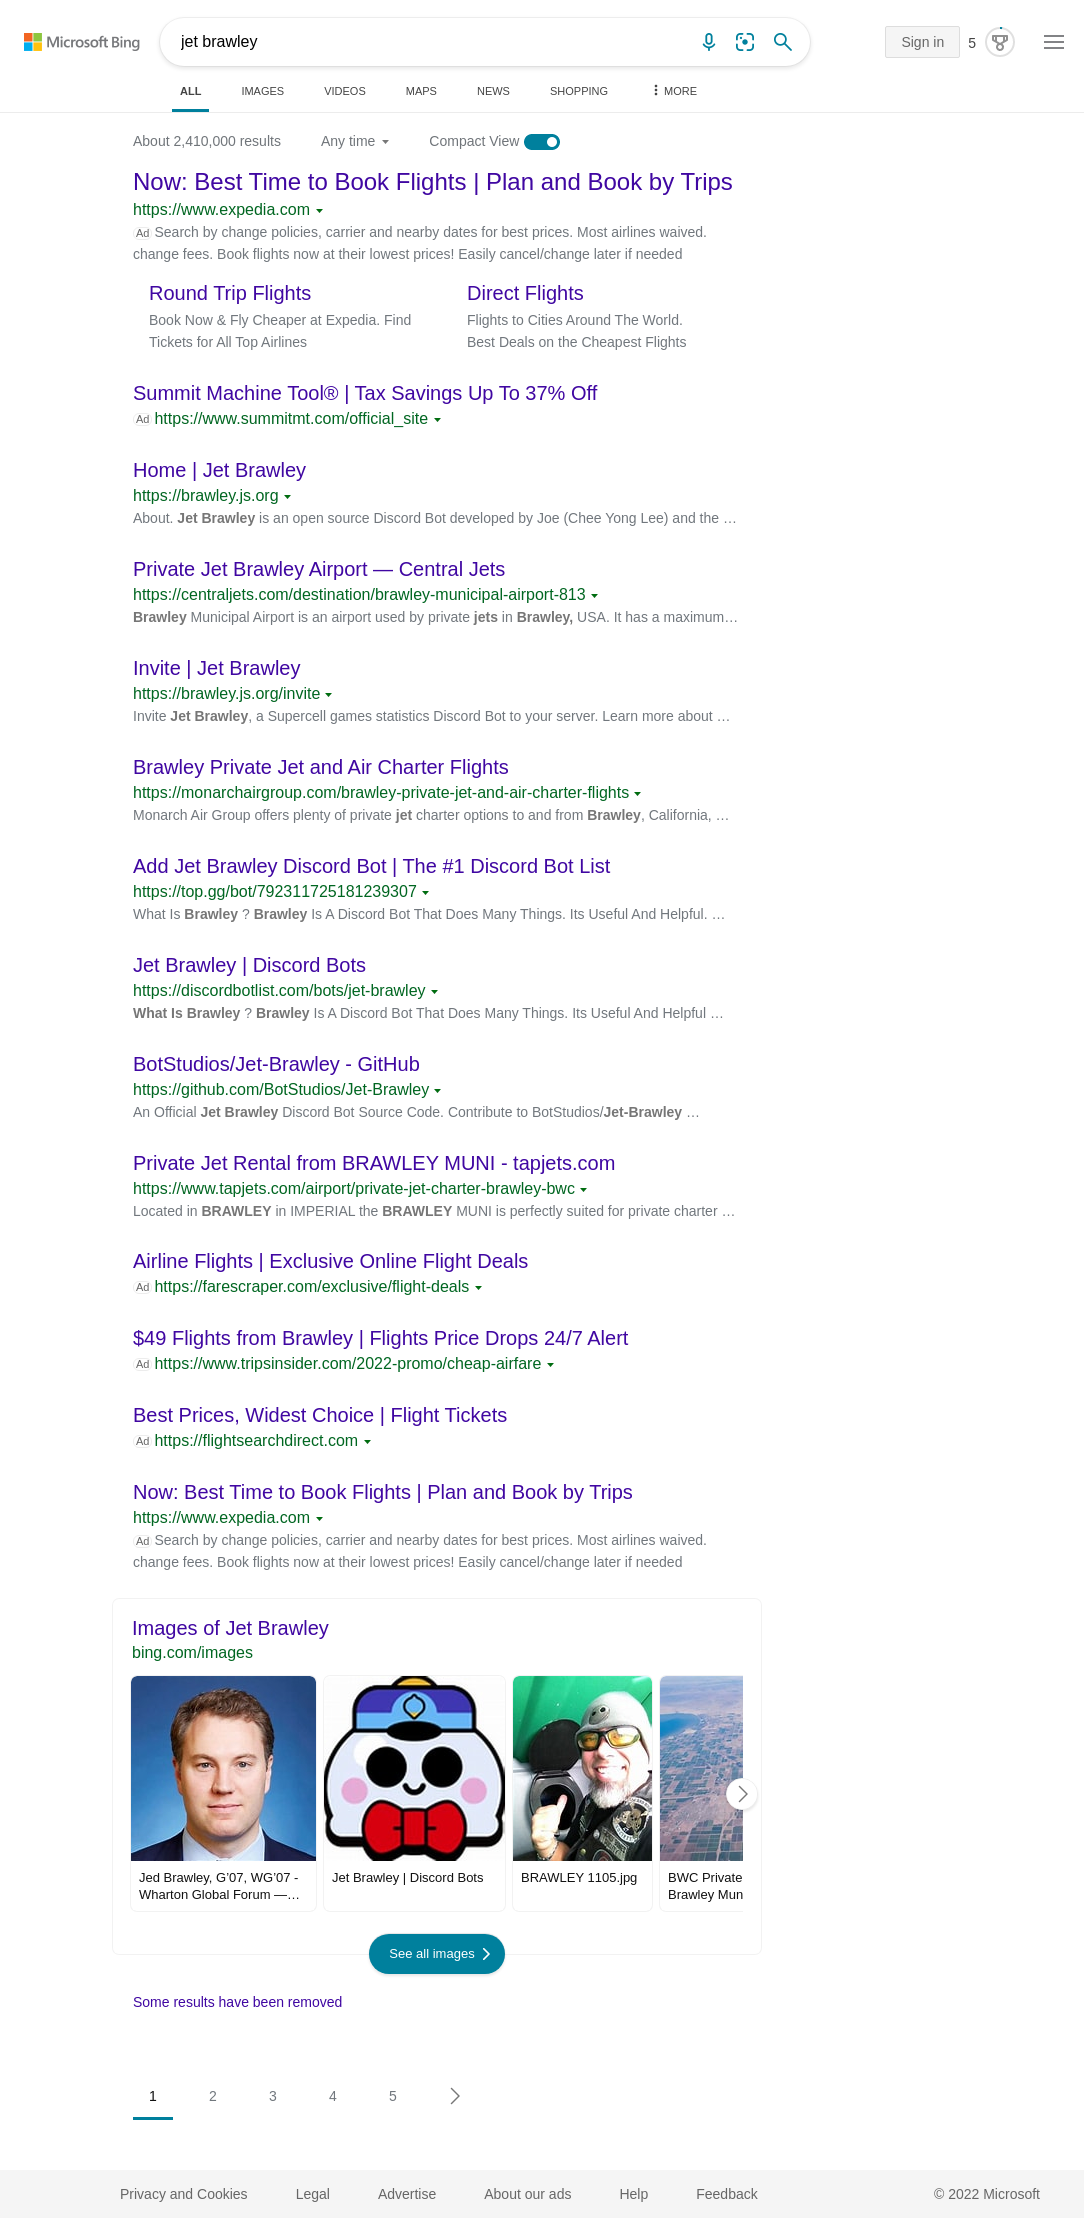 Microsoft Bing
jet brawley
Sign in
5
ALL
IMAGES
VIDEOS
MAPS
NEWS
SHOPPING
MORE
About 2,410,000 results
Any time
Compact View
Now: Best Time to Book Flights | Plan and Book by Trips
https://www.expedia.com
Ad Search by change policies, carrier and nearby dates for best prices. Most airlines waived.
change fees. Book flights now at their lowest prices! Easily cancel/change later if needed
Round Trip Flights
Book Now & Fly Cheaper at Expedia. Find
Tickets for All Top Airlines
Direct Flights
Flights to Cities Around The World.
Best Deals on the Cheapest Flights
Summit Machine Tool® | Tax Savings Up To 37% Off
Ad https://www.summitmt.com/official_site
Home | Jet Brawley
https://brawley.js.org
About. Jet Brawley is an open source Discord Bot developed by Joe (Chee Yong Lee) and the …
Private Jet Brawley Airport — Central Jets
https://centraljets.com/destination/brawley-municipal-airport-813
Brawley Municipal Airport is an airport used by private jets in Brawley, USA. It has a maximum…
Invite | Jet Brawley
https://brawley.js.org/invite
Invite Jet Brawley, a Supercell games statistics Discord Bot to your server. Learn more about …
Brawley Private Jet and Air Charter Flights
https://monarchairgroup.com/brawley-private-jet-and-air-charter-flights
Monarch Air Group offers plenty of private jet charter options to and from Brawley, California, …
Add Jet Brawley Discord Bot | The #1 Discord Bot List
https://top.gg/bot/792311725181239307
What Is Brawley ? Brawley Is A Discord Bot That Does Many Things. Its Useful And Helpful. …
Jet Brawley | Discord Bots
https://discordbotlist.com/bots/jet-brawley
What Is Brawley ? Brawley Is A Discord Bot That Does Many Things. Its Useful And Helpful …
BotStudios/Jet-Brawley - GitHub
https://github.com/BotStudios/Jet-Brawley
An Official Jet Brawley Discord Bot Source Code. Contribute to BotStudios/Jet-Brawley …
Private Jet Rental from BRAWLEY MUNI - tapjets.com
https://www.tapjets.com/airport/private-jet-charter-brawley-bwc
Located in BRAWLEY in IMPERIAL the BRAWLEY MUNI is perfectly suited for private charter …
Airline Flights | Exclusive Online Flight Deals
Ad https://farescraper.com/exclusive/flight-deals
$49 Flights from Brawley | Flights Price Drops 24/7 Alert
Ad https://www.tripsinsider.com/2022-promo/cheap-airfare
Best Prices, Widest Choice | Flight Tickets
Ad https://flightsearchdirect.com
Now: Best Time to Book Flights | Plan and Book by Trips
https://www.expedia.com
Ad Search by change policies, carrier and nearby dates for best prices. Most airlines waived.
change fees. Book flights now at their lowest prices! Easily cancel/change later if needed
Images of Jet Brawley
bing.com/images
Jed Brawley, G'07, WG'07 -
Wharton Global Forum —…
Jet Brawley | Discord Bots
BRAWLEY 1105.jpg
BWC Private
Brawley Mun
See all images
Some results have been removed
1
2
3
4
5
Privacy and Cookies
Legal
Advertise
About our ads
Help
Feedback
© 2022 Microsoft